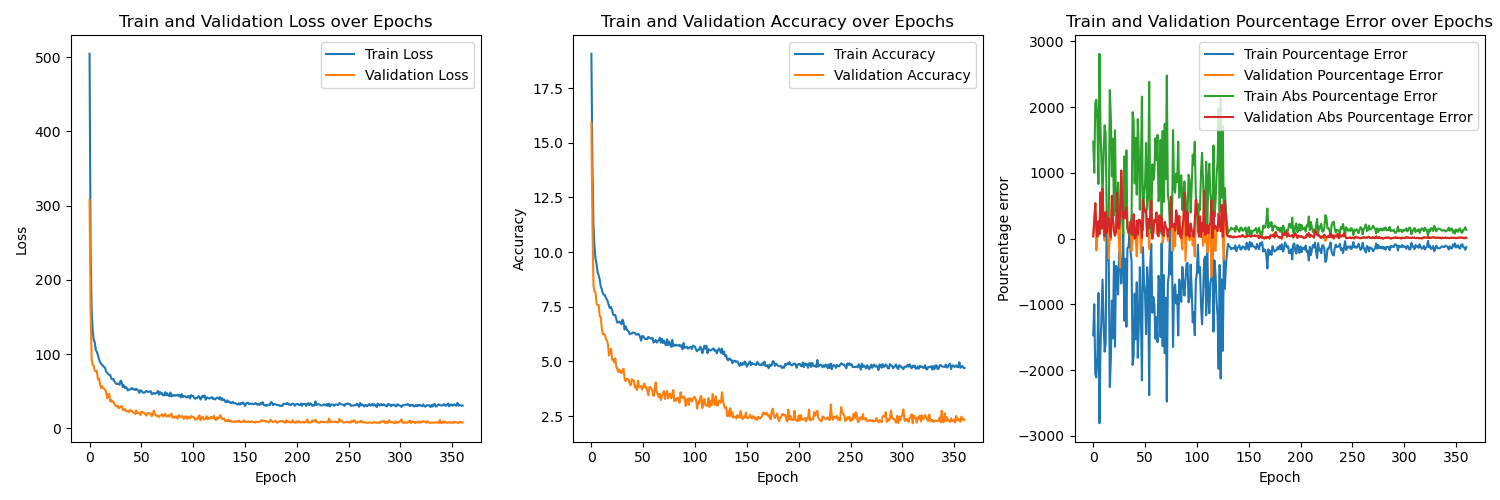 Train and Validation Loss over Epochs
Loss
500
400
300
200
100
0
Train Loss
Validation Loss
0 50 100 150 200 250 300 350
Epoch
Train and Validation Accuracy over Epochs
Accuracy
17.5
15.0
12.5
10.0
7.5
5.0
2.5
Train Accuracy
Validation Accuracy
0 50 100 150 200 250 300 350
Epoch
Train and Validation Pourcentage Error over Epochs
Pourcentage error
3000
2000
1000
0
−1000
−2000
−3000
Train Pourcentage Error
Validation Pourcentage Error
Train Abs Pourcentage Error
Validation Abs Pourcentage Error
0 50 100 150 200 250 300 350
Epoch